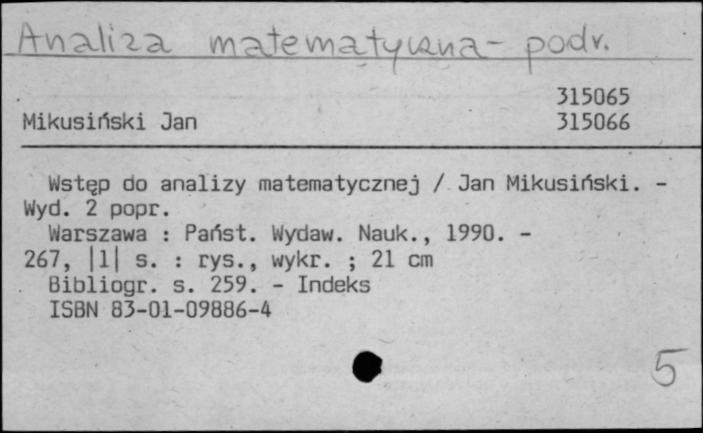 Analiza matematyczna - podr.
315065
Mikusiński Jan 315066
Wstęp do analizy matematycznej / Jan Mikusiński. -
Wyd. 2 popr.
Warszawa : Państ. Wydaw. Nauk., 1990. -
267, |1| s. : rys., wykr. ; 21 cm
Bibliogr. s. 259. - Indeks
ISBN 83-01-09886-4
5